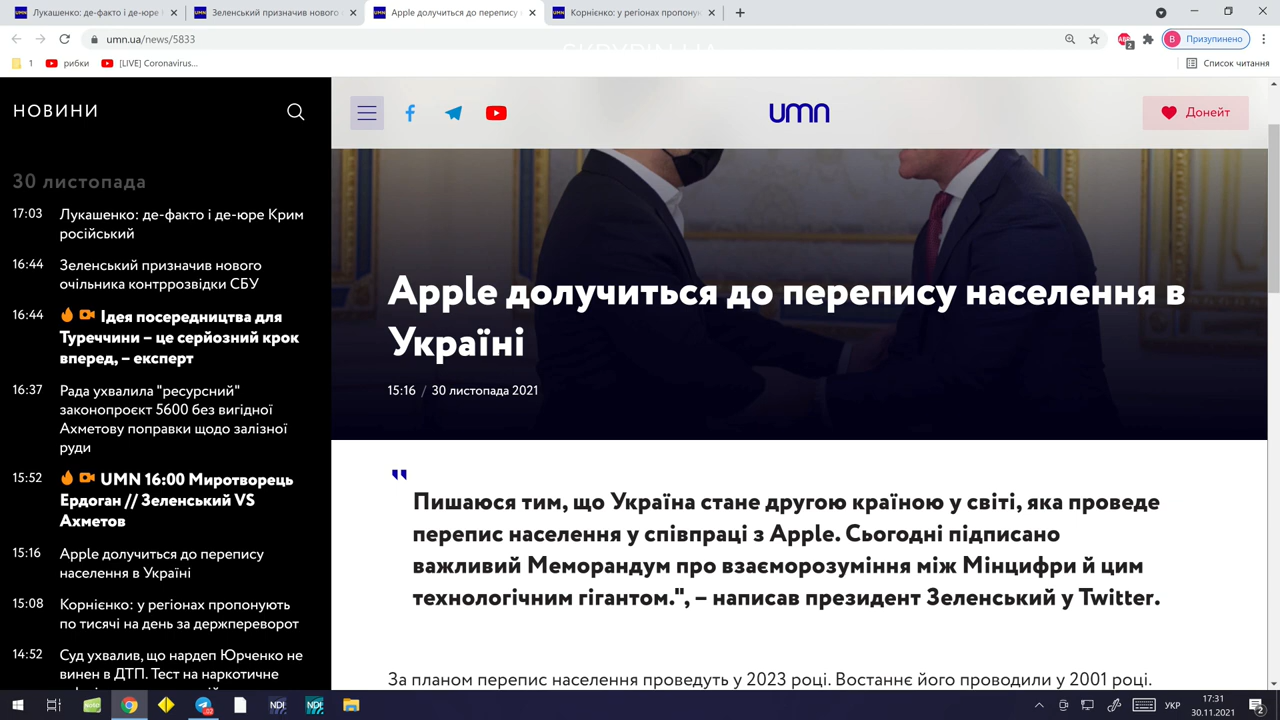 Лукашенко: де-факто і де-юре
Зеленський призначив нового
Apple долучиться до перепису
Корнієнко: у регіонах пропону
umn.ua/news/5833
ABP
2
В Призупинено
1
рибки
[LIVE] Coronavirus...
Список читання
НОВИНИ
umn
Донейт
30 листопада
17:03 Лукашенко: де-факто і де-юре Крим
російський
16:44 Зеленський призначив нового
очільника контррозвідки СБУ
16:44 Ідея посередництва для
Туреччини – це серйозний крок
вперед, – експерт
16:37 Рада ухвалила "ресурсний"
законопроєкт 5600 без вигідної
Ахметову поправки щодо залізної
руди
15:52 UMN 16:00 Миротворець
Ердоган // Зеленський VS
Ахметов
15:16 Apple долучиться до перепису
населення в Україні
15:08 Корнієнко: у регіонах пропонують
по тисячі на день за держпереворот
14:52 Суд ухвалив, що нардеп Юрченко не
винен в ДТП. Тест на наркотичне
Apple долучиться до перепису населення в
Україні
15:16 / 30 листопада 2021
"
Пишаюся тим, що Україна стане другою країною у світі, яка проведе
перепис населення у співпраці з Apple. Сьогодні підписано
важливий Меморандум про взаєморозуміння між Мінцифри й цим
технологічним гігантом.", – написав президент Зеленський у Twitter.
За планом перепис населення проведуть у 2023 році. Востаннє його проводили у 2001 році.
NDI
NDI
УКР
17:31
30.11.2021
2